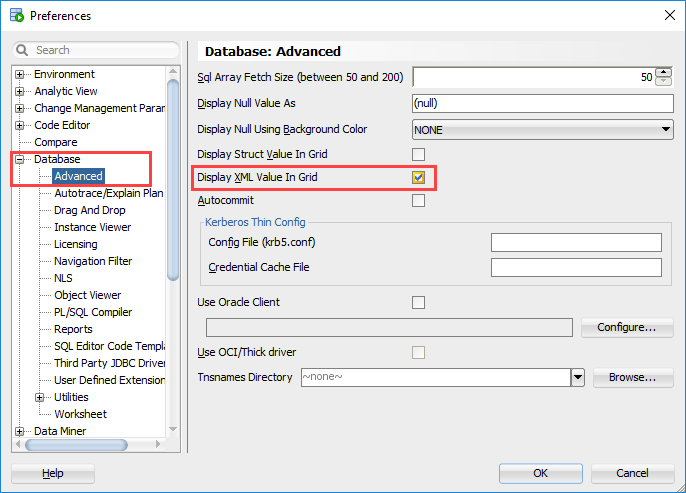 Preferences
Search
Environment
Analytic View
Change Management Param
Code Editor
Compare
Database
Advanced
Autotrace/Explain Plan
Drag And Drop
Instance Viewer
Licensing
Navigation Filter
NLS
Object Viewer
PL/SQL Compiler
Reports
SQL Editor Code Templ
Third Party JDBC Driver
User Defined Extension
Utilities
Worksheet
Data Miner
Database: Advanced
Sql Array Fetch Size (between 50 and 200)
50
Display Null Value As
(null)
Display Null Using Background Color
NONE
Display Struct Value In Grid
Display XML Value In Grid
Autocommit
Kerberos Thin Config
Config File (krb5.conf)
Credential Cache File
Use Oracle Client
Configure...
Use OCI/Thick driver
Tnsnames Directory
~none~
Browse...
Help
OK
Cancel